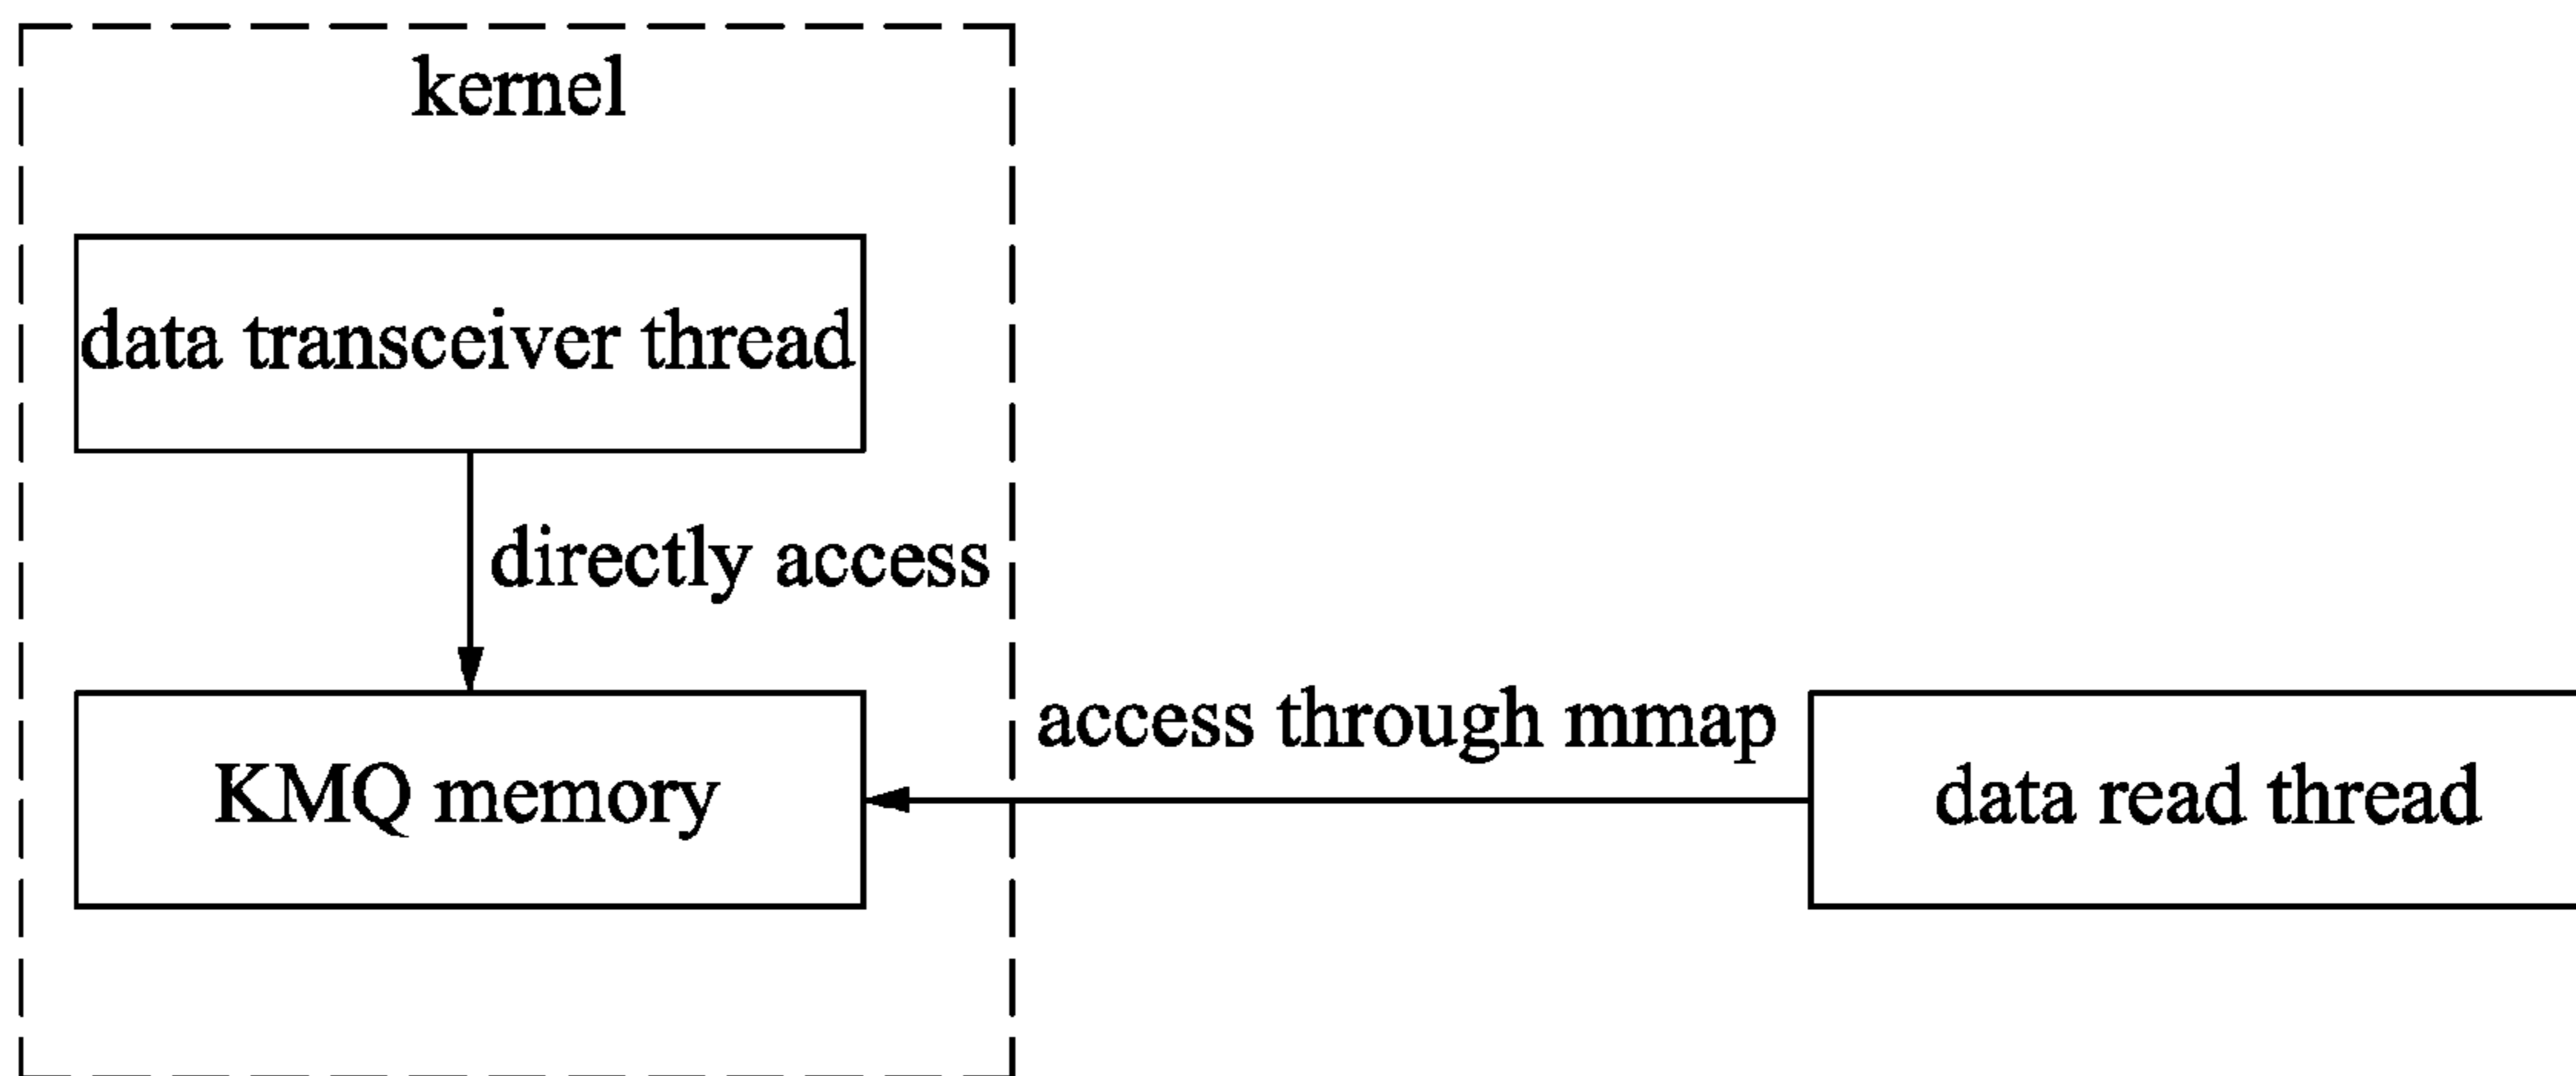 kernel
data transceiver thread
directly access
access through mmap
KMQ memory
data read thread